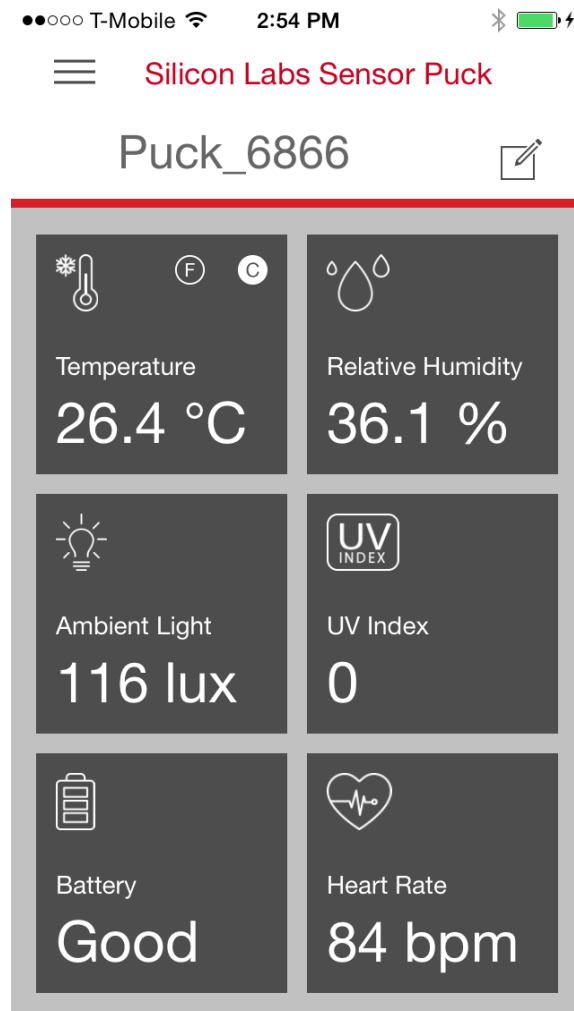 T-Mobile 2:54 PM
Silicon Labs Sensor Puck
Puck_6866
F C
Temperature
26.4 °C
Relative Humidity
36.1 %
Ambient Light
116 lux
UV
INDEX
UV Index
0
Battery
Good
Heart Rate
84 bpm